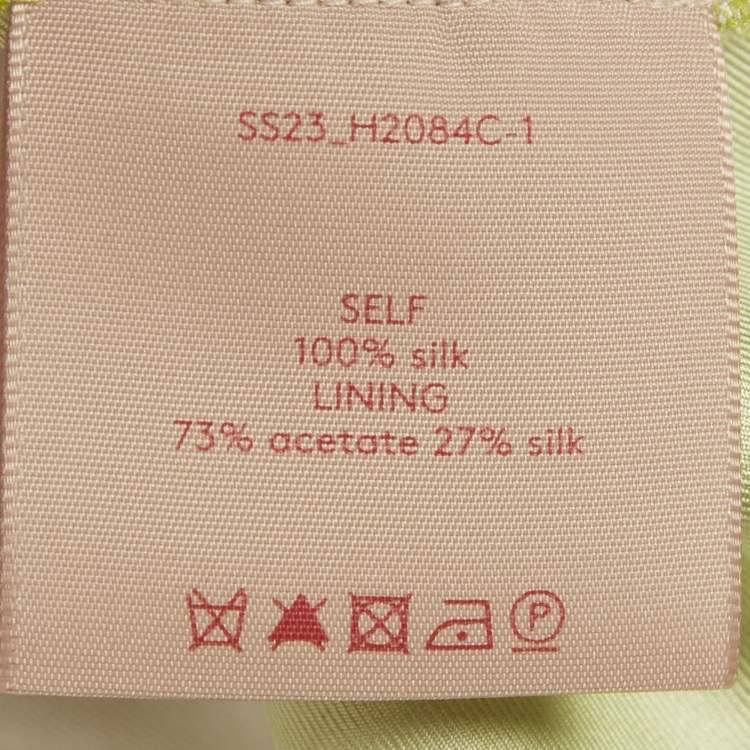 SS23_H2084C-1
SELF
100% silk
LINING
73% acetate 27% silk
P